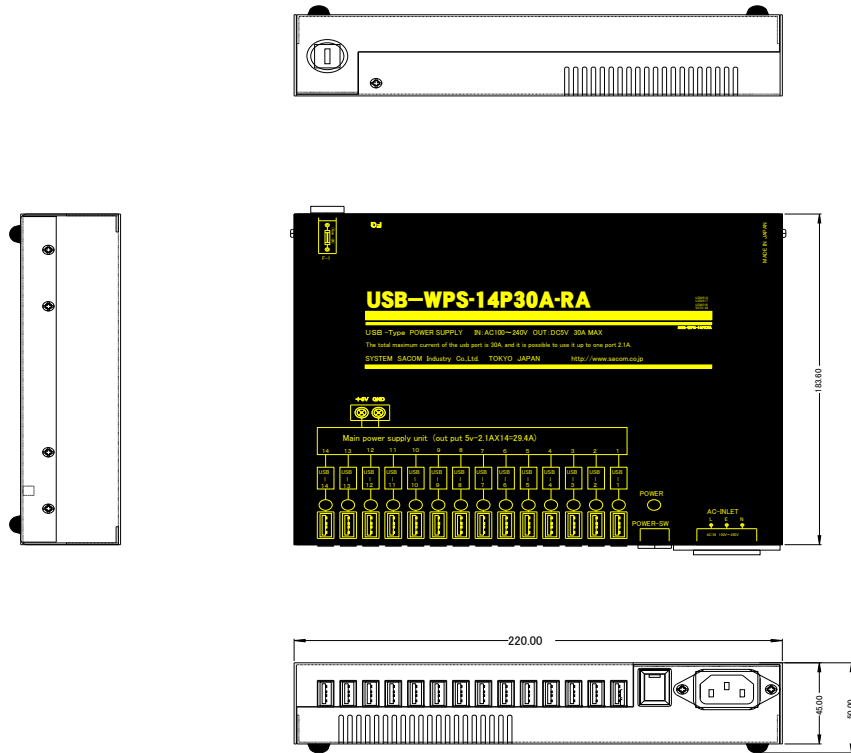 F-1
FG
MADE IN JAPAN
USB-WPS-14P30A-RA
USB-Type POWER SUPPLY IN:AC100~240V OUT:DC5V 30A MAX
The total maximum current of the usb port is 30A, and it is possible to use it up to one port 2.1A.
SYSTEM SACOM Industry Co.,Ltd. TOKYO JAPAN http://www.sacom.co.jp
183.60
+5V GND
Main power supply unit (out put 5v-2.1AX14=29.4A)
14 13 12 11 10 9 8 7 6 5 4 3 2 1
USB-14 USB-13 USB-12 USB-11 USB-10 USB-9 USB-8 USB-7 USB-6 USB-5 USB-4 USB-3 USB-2 USB-1
POWER
POWER-SW
AC-INLET
L E N
220.00
45.00
50.00